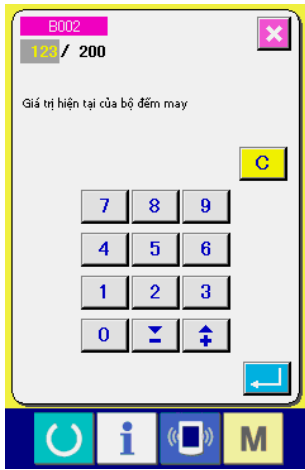 B002
123 / 200
Giá trị hiện tại của bộ đếm may
C
7 8 9
4 5 6
1 2 3
0
i M